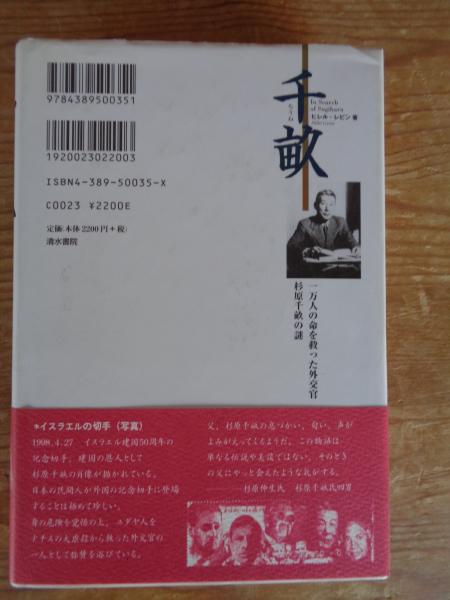 9784389500351
1920023022003
ISBN4-389-50035-X
C0023 ¥2200E
定価:本体2200円+税)
清水書院
千畝
ちうね
In Search
of Sugihara
ヒレル・レビン 著
一万人の命を救った外交官
杉原千畝の謎
*イスラエルの切手(写真)
1998.4.27 イスラエル建国50周年の
記念切手。建国の恩人として
杉原千畝の肖像が描かれている。
日本の民間人が外国の記念切手に登場
することは極めて珍しい。
身の危険を覚悟の上、ユダヤ人を
ナチスの大虐殺から救った外交官の
一人として称賛を浴びている。
父、杉原千畝の息づかい、匂い、声が
よみがえってくるようだ。この物語は
単なる伝説や美談ではない。そのとき
の父にやっと会えたような気がする。
——杉原伸生氏 杉原千畝氏四男